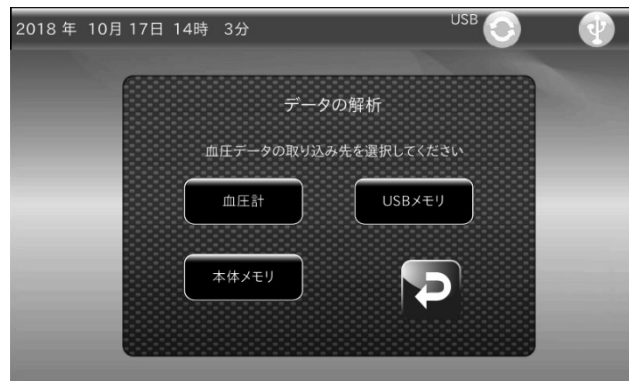 2018 年 10月 17日 14時 3分
USB
データの解析
血圧データの取り込み先を選択してください
血圧計
USBメモリ
本体メモリ